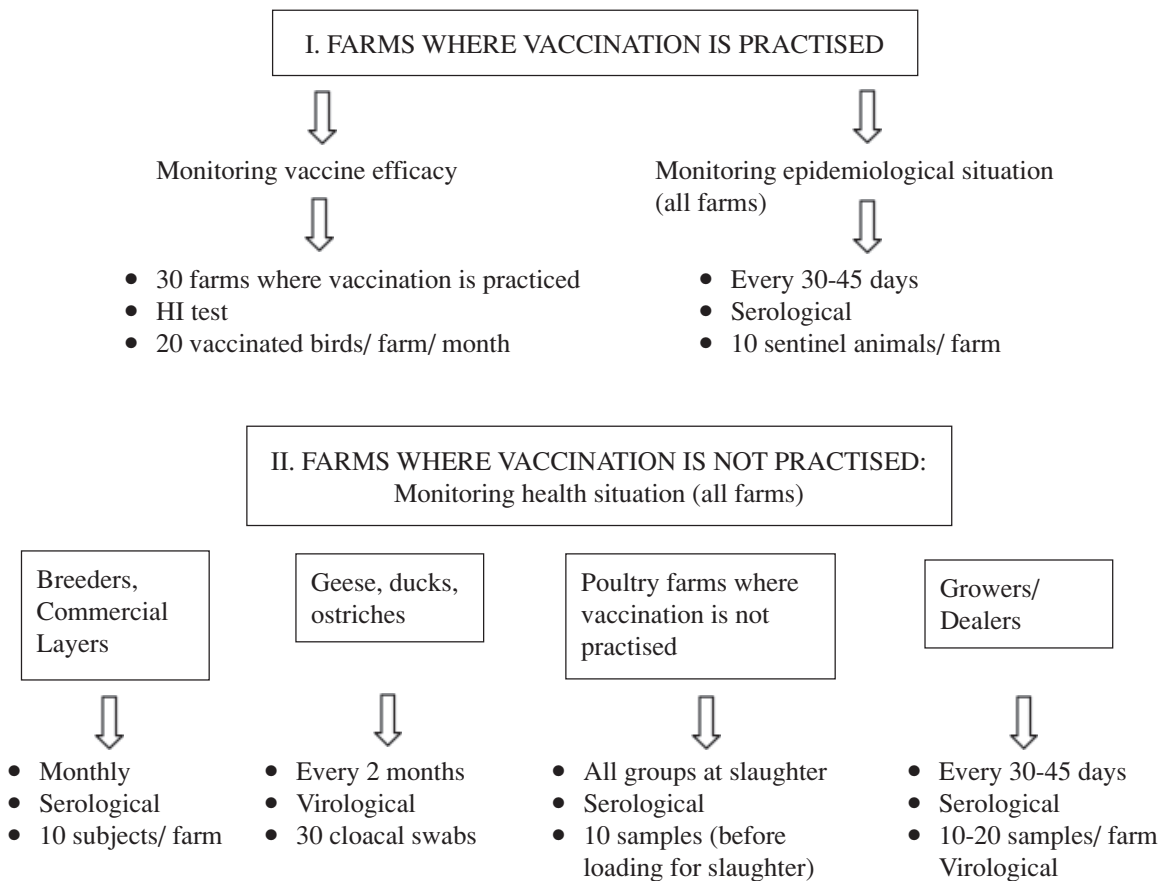 I. FARMS WHERE VACCINATION IS PRACTISED
Monitoring vaccine efficacy
Monitoring epidemiological situation
(all farms)
• 30 farms where vaccination is practiced
• HI test
• 20 vaccinated birds/ farm/ month
• Every 30-45 days
• Serological
• 10 sentinel animals/ farm
II. FARMS WHERE VACCINATION IS NOT PRACTISED:
Monitoring health situation (all farms)
Breeders,
Commercial
Layers
• Monthly
• Serological
• 10 subjects/ farm
Geese, ducks,
ostriches
• Every 2 months
• Virological
• 30 cloacal swabs
Poultry farms where
vaccination is not
practised
• All groups at slaughter
• Serological
• 10 samples (before
loading for slaughter)
Growers/
Dealers
• Every 30-45 days
• Serological
• 10-20 samples/ farm
Virological